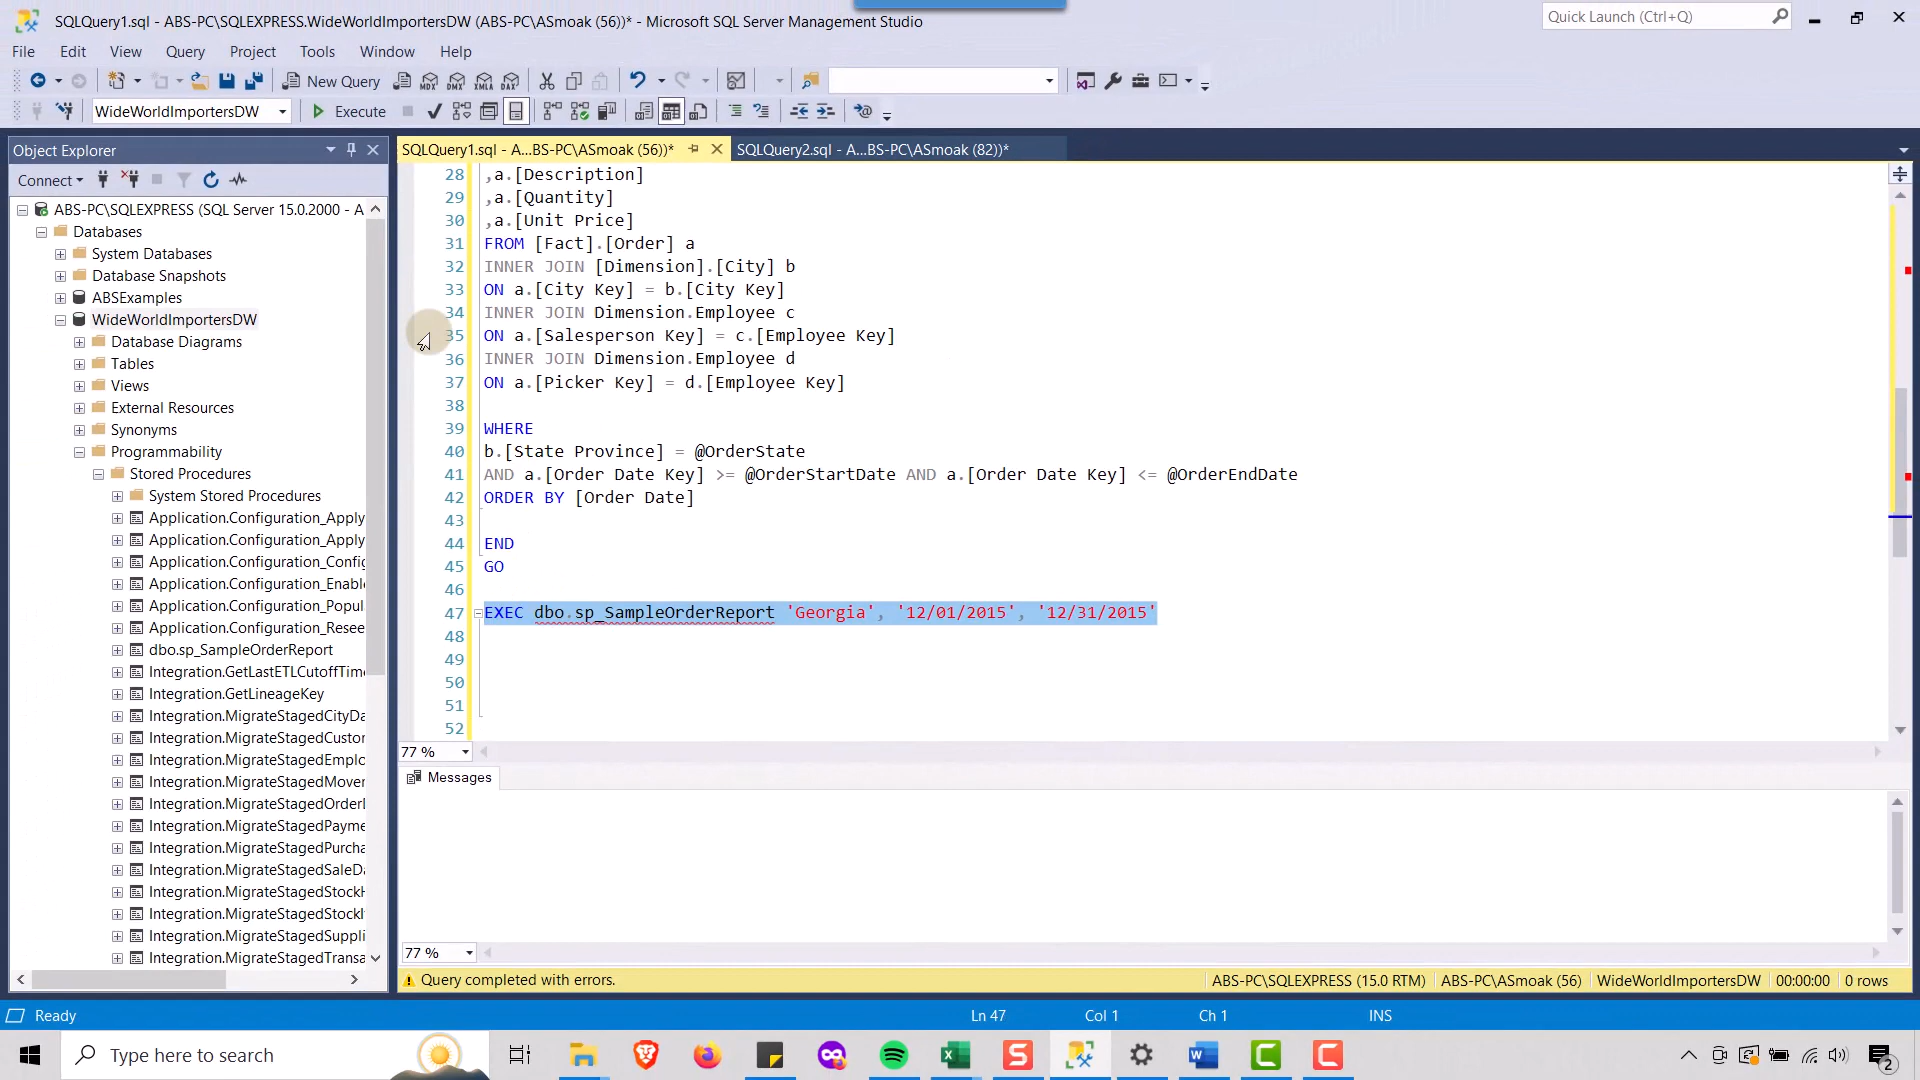 SQLQuery1.sql - ABS-PC\SQLEXPRESS.WideWorldImportersDW (ABS-PC\ASmoak (56))* - Microsoft SQL Server Management Studio
Quick Launch (Ctrl+Q)
File Edit View Query Project Tools Window Help
New Query
MDX DMX XMLA DAX
WideWorldImportersDW
Execute
Object Explorer
SQLQuery1.sql - A...BS-PC\ASmoak (56))*
SQLQuery2.sql - A...BS-PC\ASmoak (82))*
Connect
ABS-PC\SQLEXPRESS (SQL Server 15.0.2000 - A
Databases
System Databases
Database Snapshots
ABSExamples
WideWorldImportersDW
Database Diagrams
Tables
Views
External Resources
Synonyms
Programmability
Stored Procedures
System Stored Procedures
Application.Configuration_Apply
Application.Configuration_Apply
Application.Configuration_Config
Application.Configuration_Enable
Application.Configuration_Popul
Application.Configuration_Resee
dbo.sp_SampleOrderReport
Integration.GetLastETLCutoffTime
Integration.GetLineageKey
Integration.MigrateStagedCityDa
Integration.MigrateStagedCustor
Integration.MigrateStagedEmplo
Integration.MigrateStagedMover
Integration.MigrateStagedOrderI
Integration.MigrateStagedPayme
Integration.MigrateStagedPurcha
Integration.MigrateStagedSaleDa
Integration.MigrateStagedStockH
Integration.MigrateStagedStockI
Integration.MigrateStagedSuppli
Integration.MigrateStagedTransa
28 ,a.[Description]
29 ,a.[Quantity]
30 ,a.[Unit Price]
31 FROM [Fact].[Order] a
32 INNER JOIN [Dimension].[City] b
33 ON a.[City Key] = b.[City Key]
34 INNER JOIN Dimension.Employee c
35 ON a.[Salesperson Key] = c.[Employee Key]
36 INNER JOIN Dimension.Employee d
37 ON a.[Picker Key] = d.[Employee Key]
38
39 WHERE
40 b.[State Province] = @OrderState
41 AND a.[Order Date Key] >= @OrderStartDate AND a.[Order Date Key] <= @OrderEndDate
42 ORDER BY [Order Date]
43
44 END
45 GO
46
47 EXEC dbo.sp_SampleOrderReport 'Georgia', '12/01/2015', '12/31/2015'
48
49
50
51
52
77 %
Messages
77 %
Query completed with errors.
ABS-PC\SQLEXPRESS (15.0 RTM) ABS-PC\ASmoak (56) WideWorldImportersDW 00:00:00 0 rows
Ready
Ln 47 Col 1 Ch 1 INS
Type here to search
2